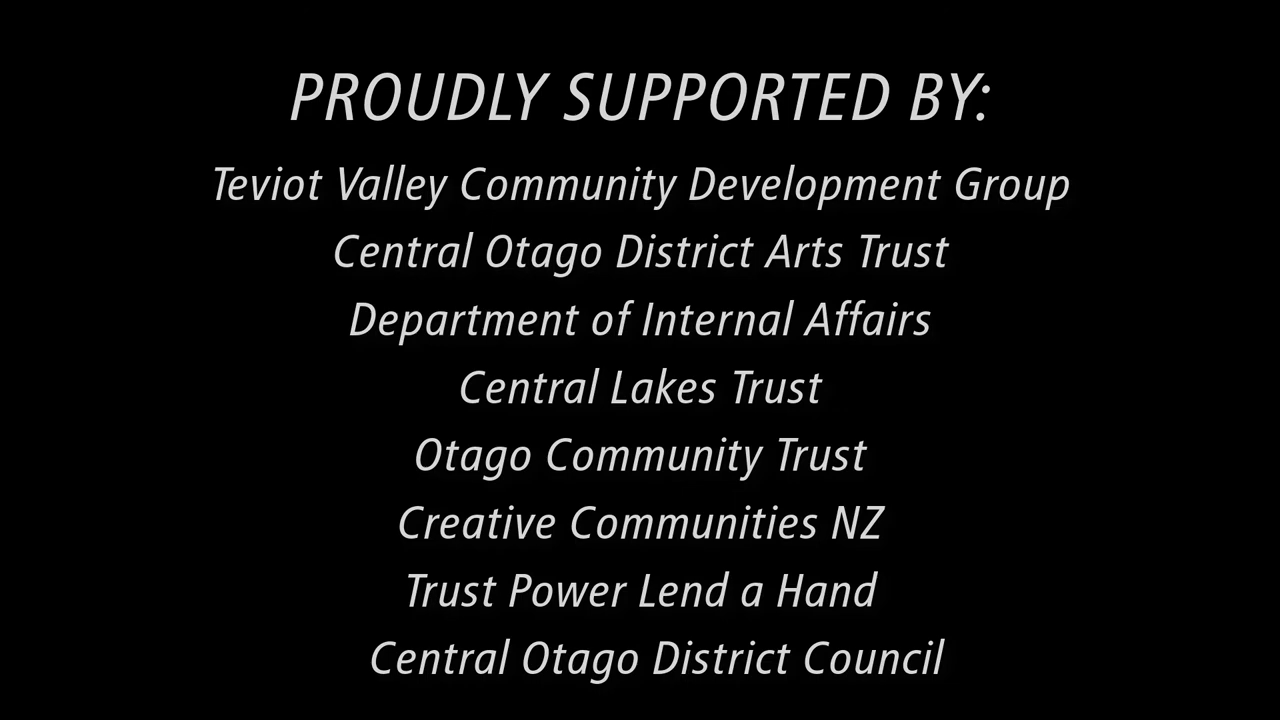 PROUDLY SUPPORTED BY:
Teviot Valley Community Development Group
Central Otago District Arts Trust
Department of Internal Affairs
Central Lakes Trust
Otago Community Trust
Creative Communities NZ
Trust Power Lend a Hand
Central Otago District Council